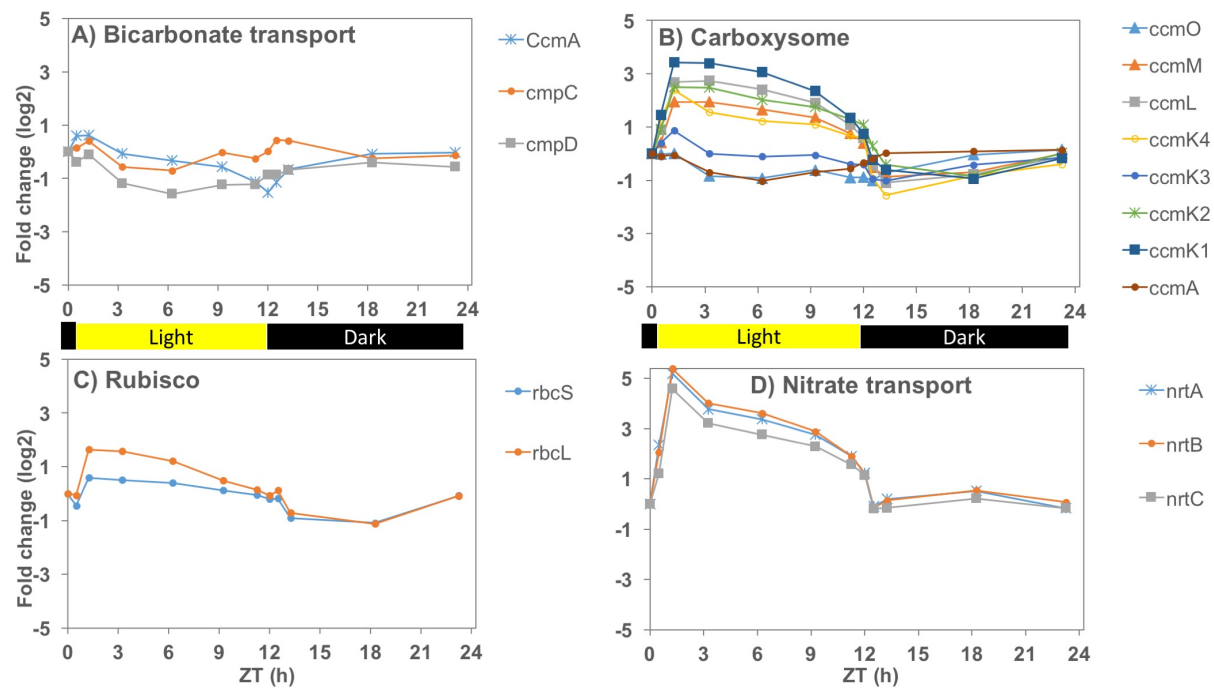 A) Bicarbonate transport
Fold change (log2)
5
3
1
-1
-3
-5
0 3 6 9 12 15 18 21 24
CcmA
cmpC
cmpD
Light
Dark
B) Carboxysome
5
3
1
-1
-3
-5
0 3 6 9 12 15 18 21 24
ccmO
ccmM
ccmL
ccmK4
ccmK3
ccmK2
ccmK1
ccmA
Light
Dark
C) Rubisco
Fold change (log2)
5
3
1
-1
-3
-5
0 3 6 9 12 15 18 21 24
ZT (h)
rbcS
rbcL
D) Nitrate transport
5
3
1
-1
-3
-5
0 3 6 9 12 15 18 21 24
ZT (h)
nrtA
nrtB
nrtC